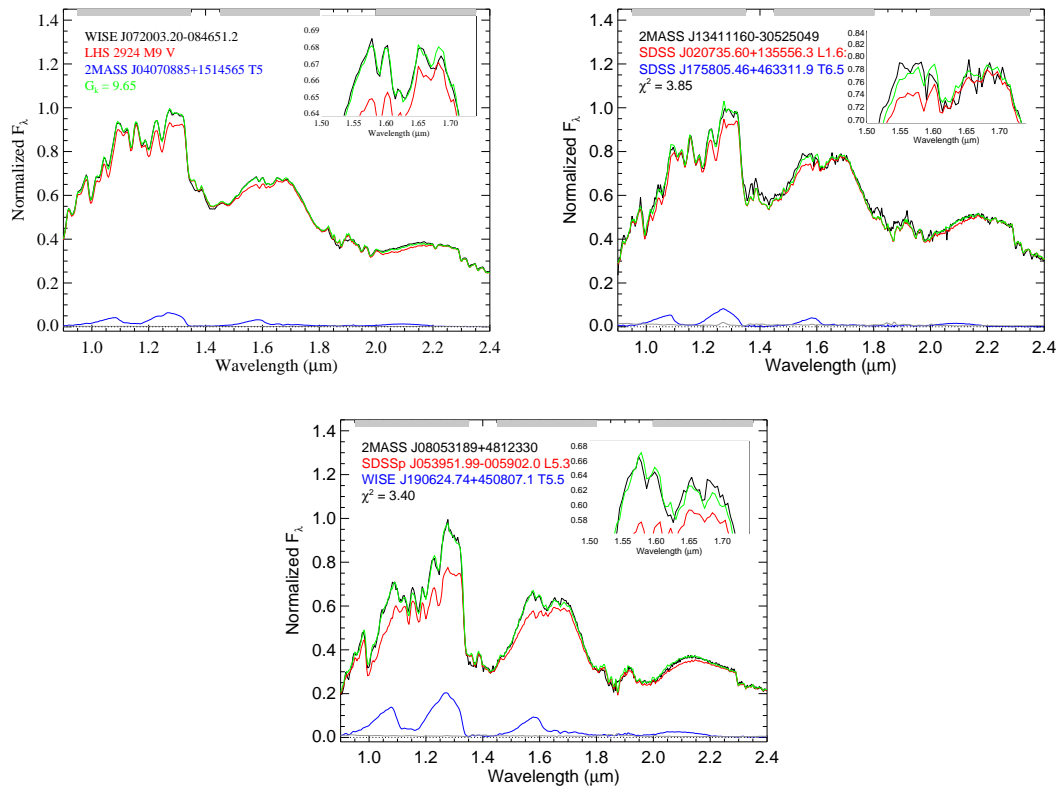 WISE J072003.20-084651.2
LHS 2924 M9 V
2MASS J04070885+1514565 T5
Gk = 9.65
Normalized Fλ
1.4
1.2
1.0
0.8
0.6
0.4
0.2
0.0
1.0 1.2 1.4 1.6 1.8 2.0 2.2 2.4
Wavelength (μm)
0.69
0.68
0.67
0.66
0.65
0.64
1.50 1.55 1.60 1.65 1.70
Wavelength (μm)
2MASS J13411160-30525049
SDSS J020735.60+135556.3 L1.6:
SDSS J175805.46+463311.9 T6.5
χ² = 3.85
Normalized Fλ
1.4
1.2
1.0
0.8
0.6
0.4
0.2
0.0
1.0 1.2 1.4 1.6 1.8 2.0 2.2 2.4
Wavelength (μm)
0.84
0.82
0.80
0.78
0.76
0.74
0.72
0.70
1.50 1.55 1.60 1.65 1.70
Wavelength (μm)
2MASS J08053189+4812330
SDSSp J053951.99-005902.0 L5.3
WISE J190624.74+450807.1 T5.5
χ² = 3.40
Normalized Fλ
1.4
1.2
1.0
0.8
0.6
0.4
0.2
0.0
1.0 1.2 1.4 1.6 1.8 2.0 2.2 2.4
Wavelength (μm)
0.68
0.66
0.64
0.62
0.60
0.58
1.50 1.55 1.60 1.65 1.70
Wavelength (μm)